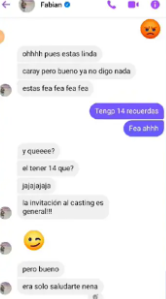 Fabian
ohhhh pues estas linda
caray pero bueno ya no digo nada
estas fea fea fea fea
Tengo 14 recuerdas
Fea ahhh
y queeee?
el tener 14 que?
jajajajaja
la invitación al casting es
general!!!
pero bueno
era solo saludarte nena